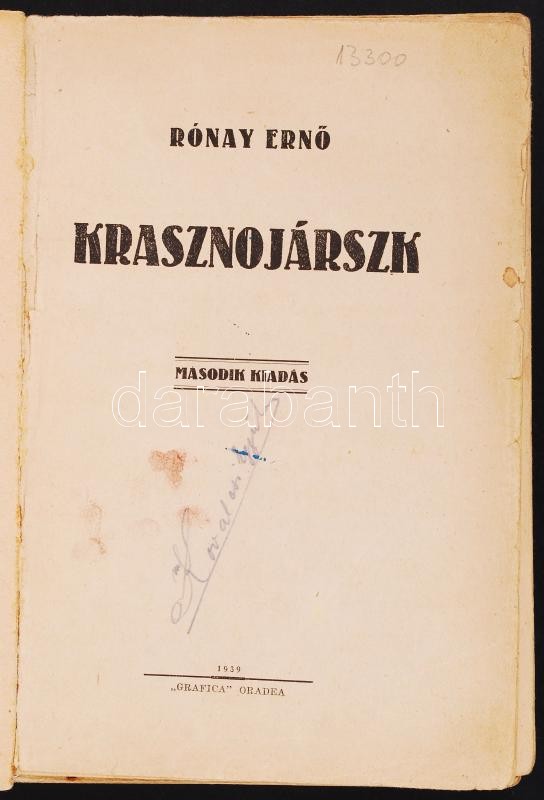 13300
RÓNAY ERNŐ
KRASZNOJÁRSZK
MÁSODIK KIADÁS
darabanth
1939
„GRAFICA” ORADEA